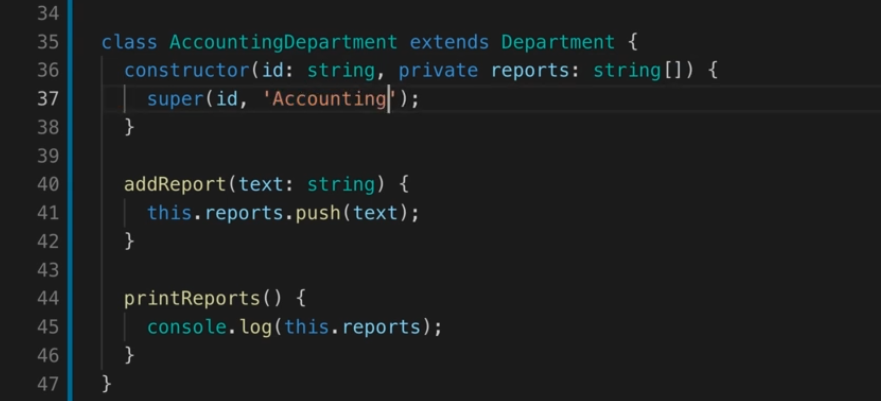 34
35 class AccountingDepartment extends Department {
36 constructor(id: string, private reports: string[]) {
37 super(id, 'Accounting');
38 }
39
40 addReport(text: string) {
41 this.reports.push(text);
42 }
43
44 printReports() {
45 console.log(this.reports);
46 }
47 }